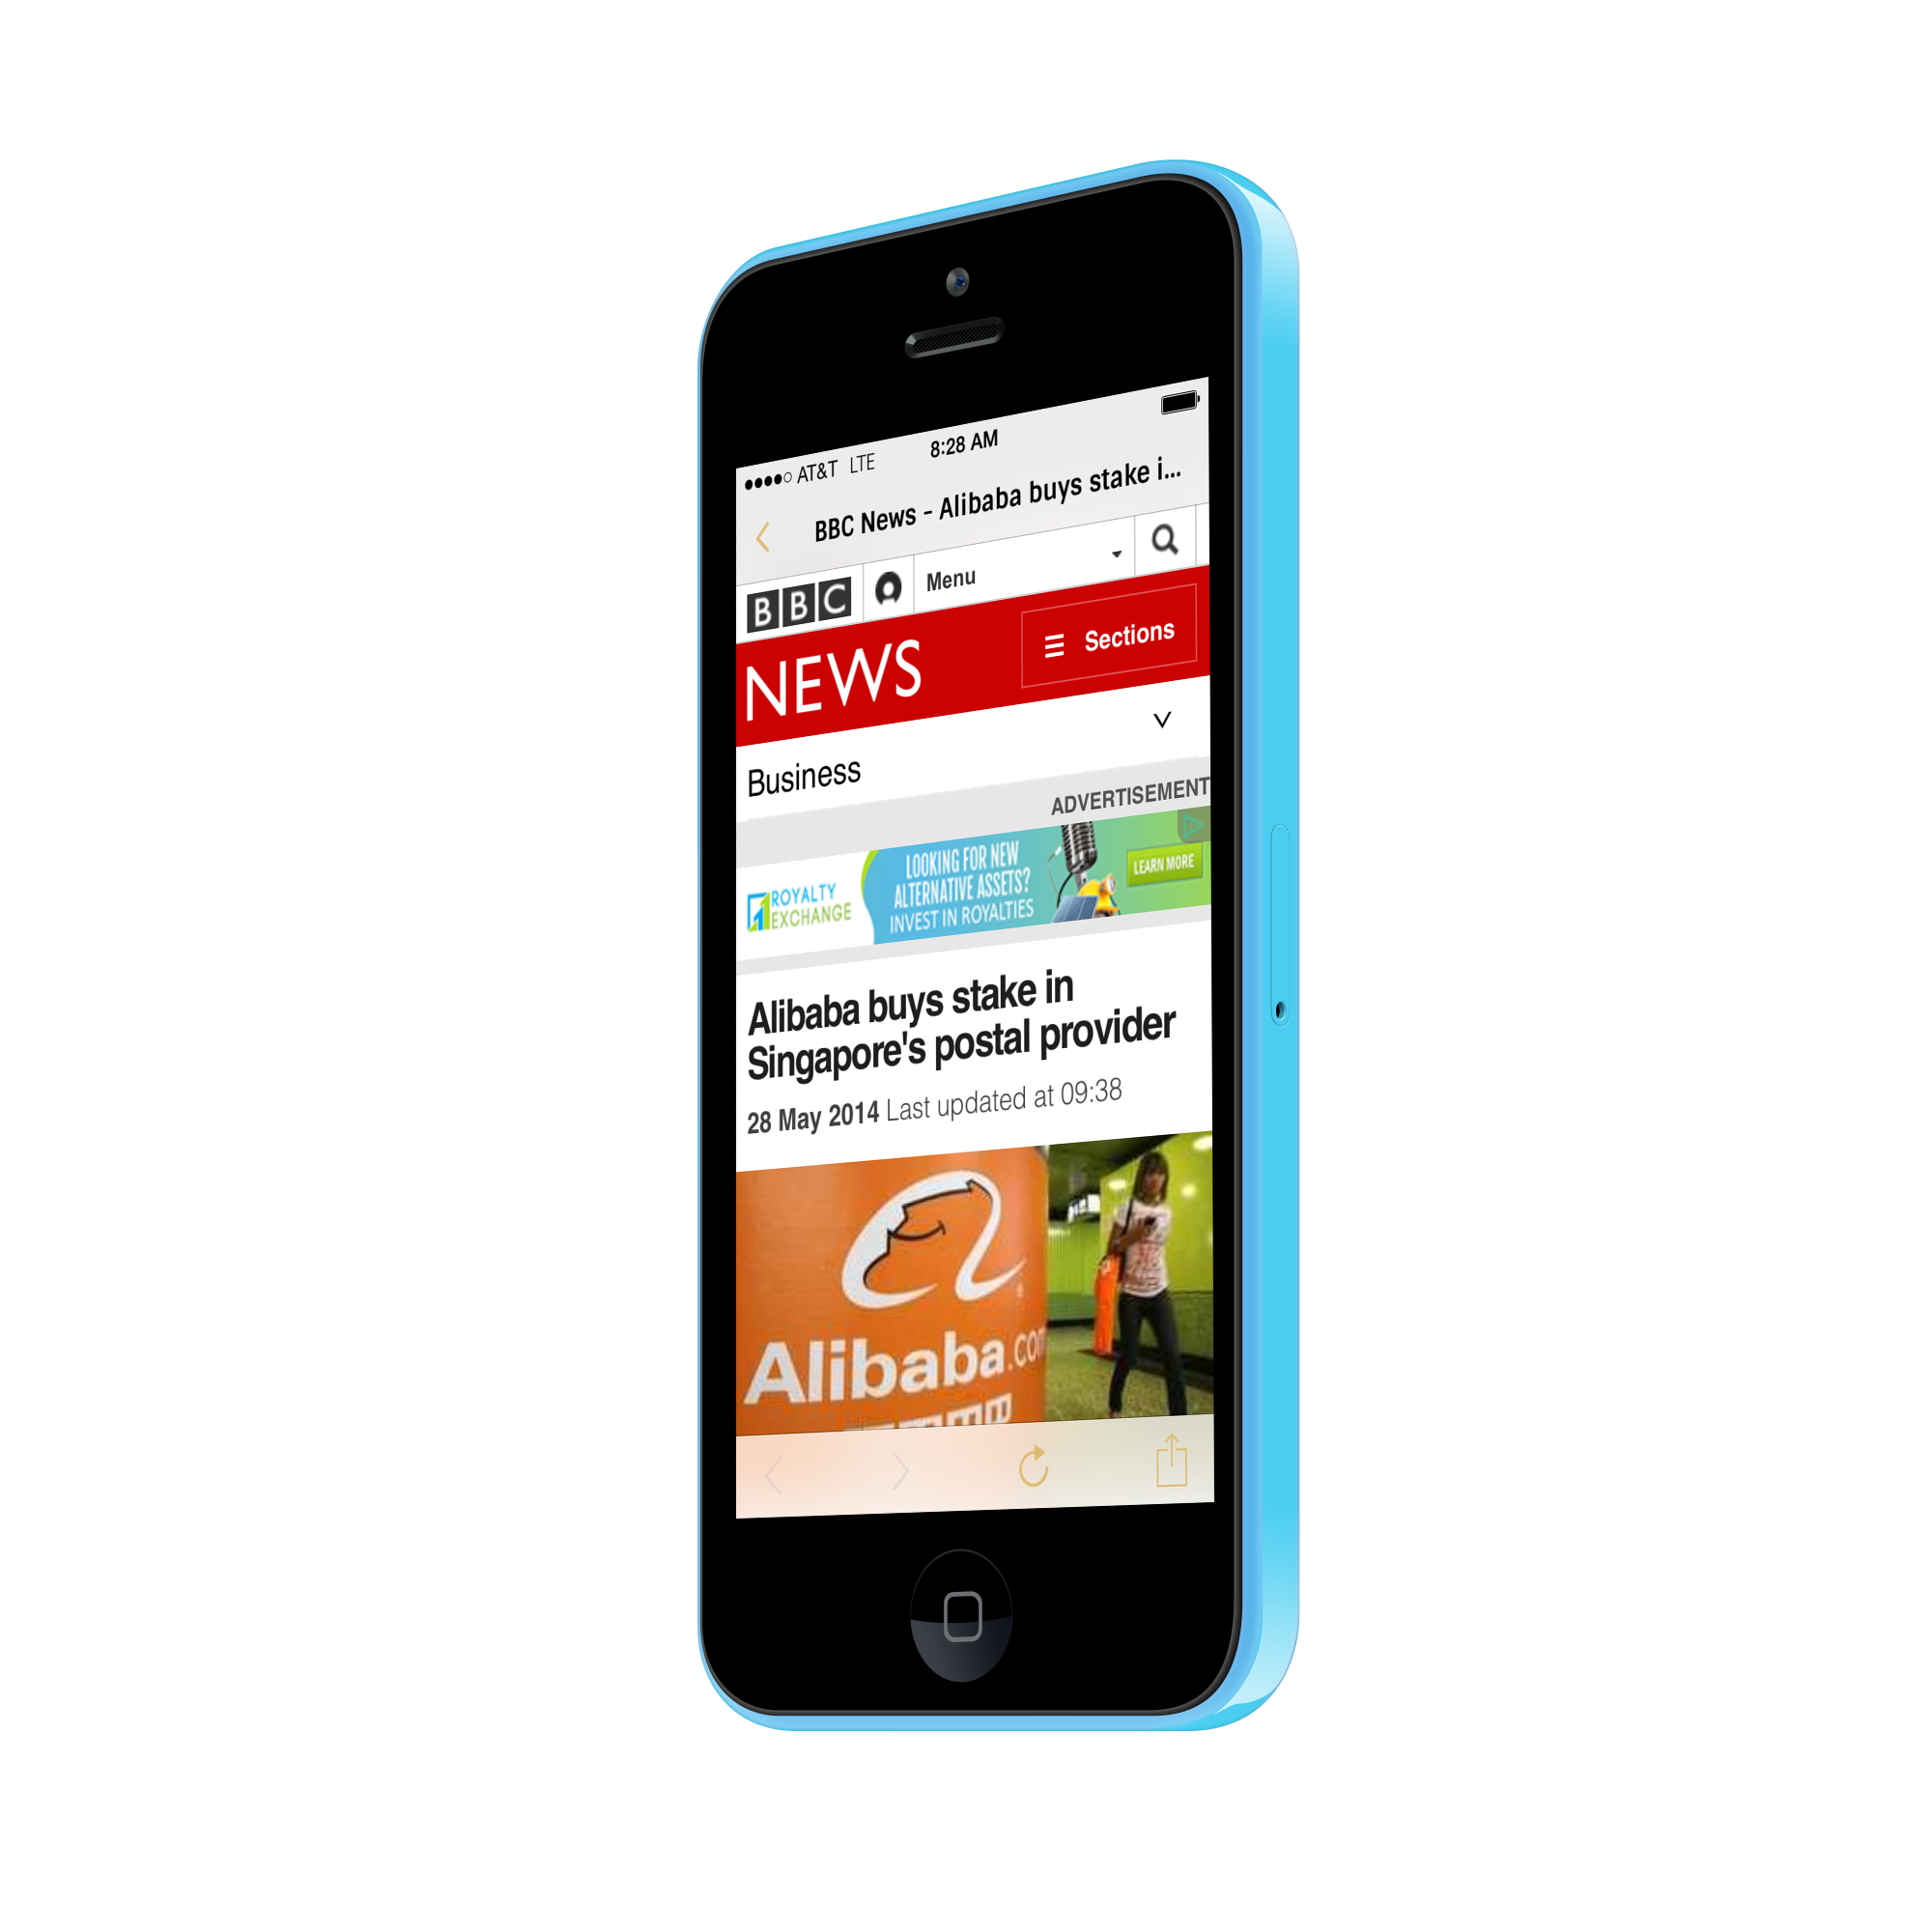 AT&T LTE 8:28 AM
BBC News - Alibaba buys stake i...
BBC Menu
NEWS Sections
Business
ADVERTISEMENT
ROYALTY
EXCHANGE
LOOKING FOR NEW
ALTERNATIVE ASSETS?
INVEST IN ROYALTIES
LEARN MORE
Alibaba buys stake in
Singapore's postal provider
28 May 2014 Last updated at 09:38
Alibaba.com